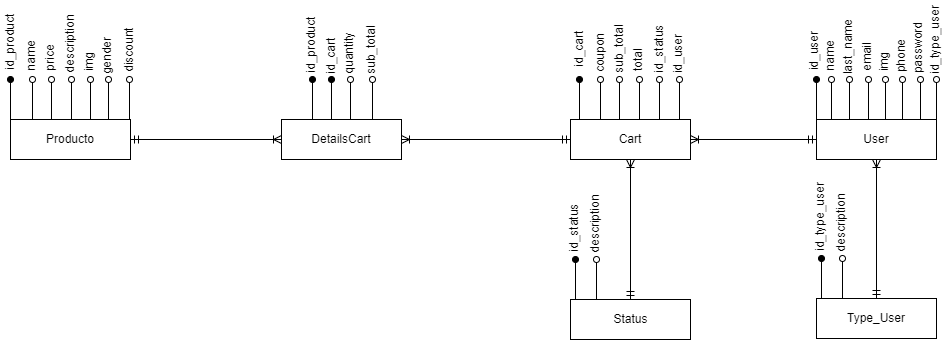 id_product
name
price
description
img
gender
discount
id_product
id_cart
quantity
sub_total
id_cart
coupon
sub_total
total
id_status
id_user
id_user
name
last_name
email
img
phone
password
id_type_user
Producto
DetailsCart
Cart
User
id_status
description
id_type_user
description
Status
Type_User